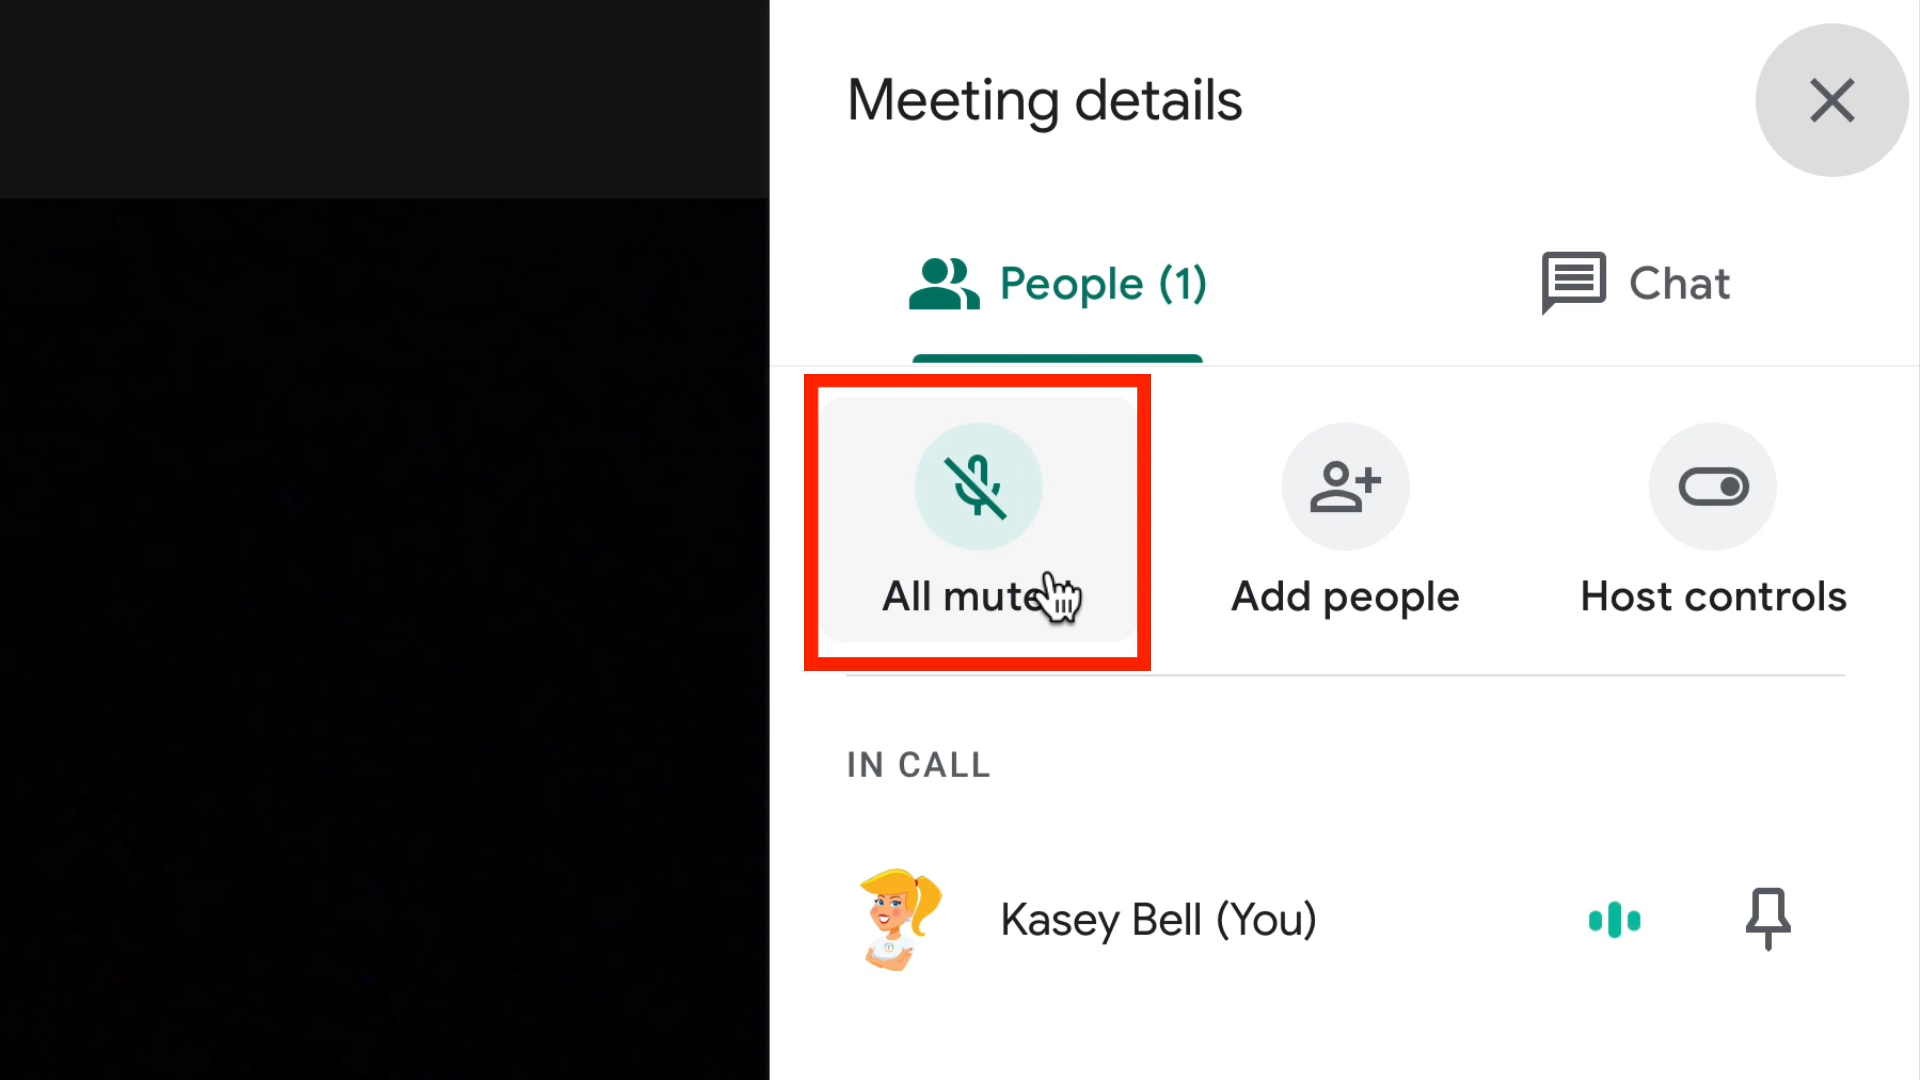 Meeting details
People (1)
Chat
All mute
Add people
Host controls
IN CALL
Kasey Bell (You)